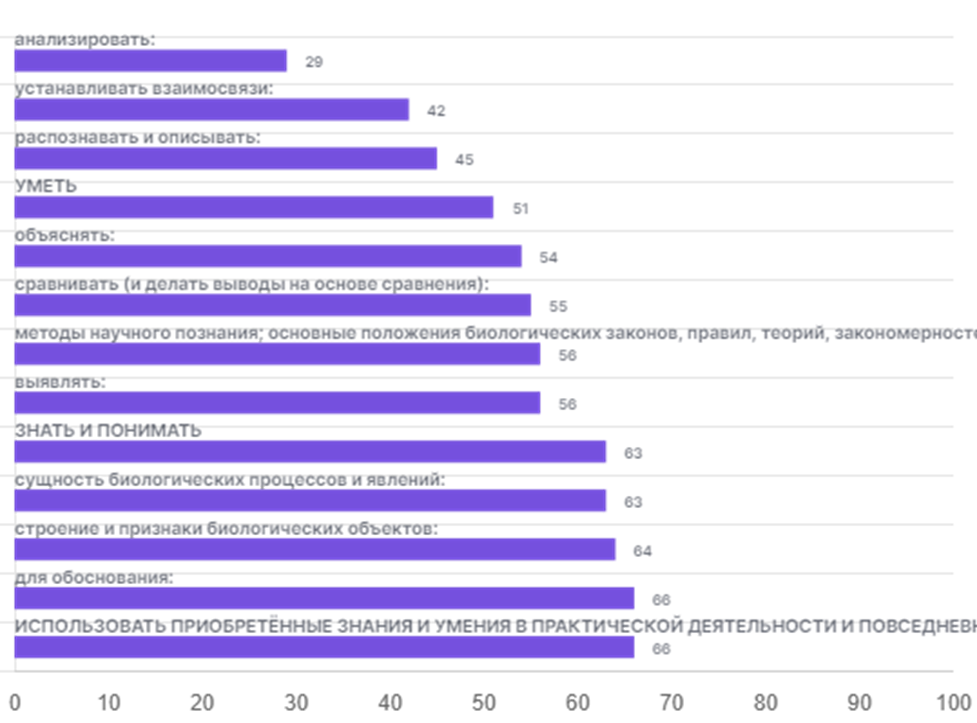 анализировать:
29
устанавливать взаимосвязи:
42
распознавать и описывать:
45
УМЕТЬ
51
объяснять:
54
сравнивать (и делать выводы на основе сравнения):
55
методы научного познания; основные положения биологических законов, правил, теорий, закономерносте
56
выявлять:
56
ЗНАТЬ И ПОНИМАТЬ
63
сущность биологических процессов и явлений:
63
строение и признаки биологических объектов:
64
для обоснования:
66
ИСПОЛЬЗОВАТЬ ПРИОБРЕТЁННЫЕ ЗНАНИЯ И УМЕНИЯ В ПРАКТИЧЕСКОЙ ДЕЯТЕЛЬНОСТИ И ПОВСЕДНЕВН
66
0 10 20 30 40 50 60 70 80 90 100